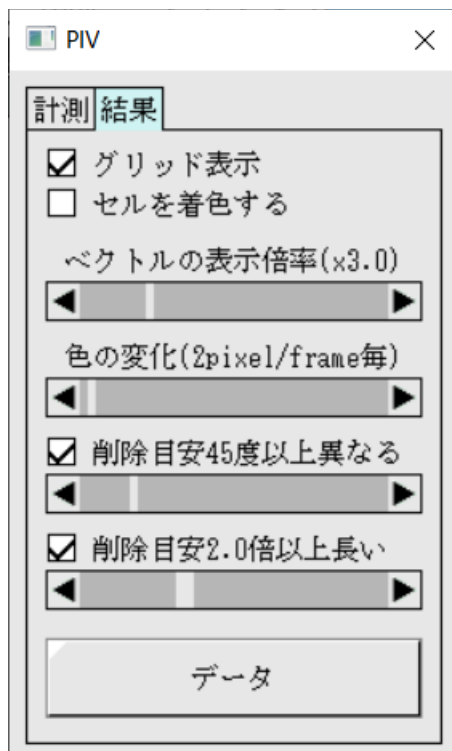 PIV
計測 結果
グリッド表示
セルを着色する
ベクトルの表示倍率(x3.0)
色の変化(2pixel/frame毎)
削除目安45度以上異なる
削除目安2.0倍以上長い
データ